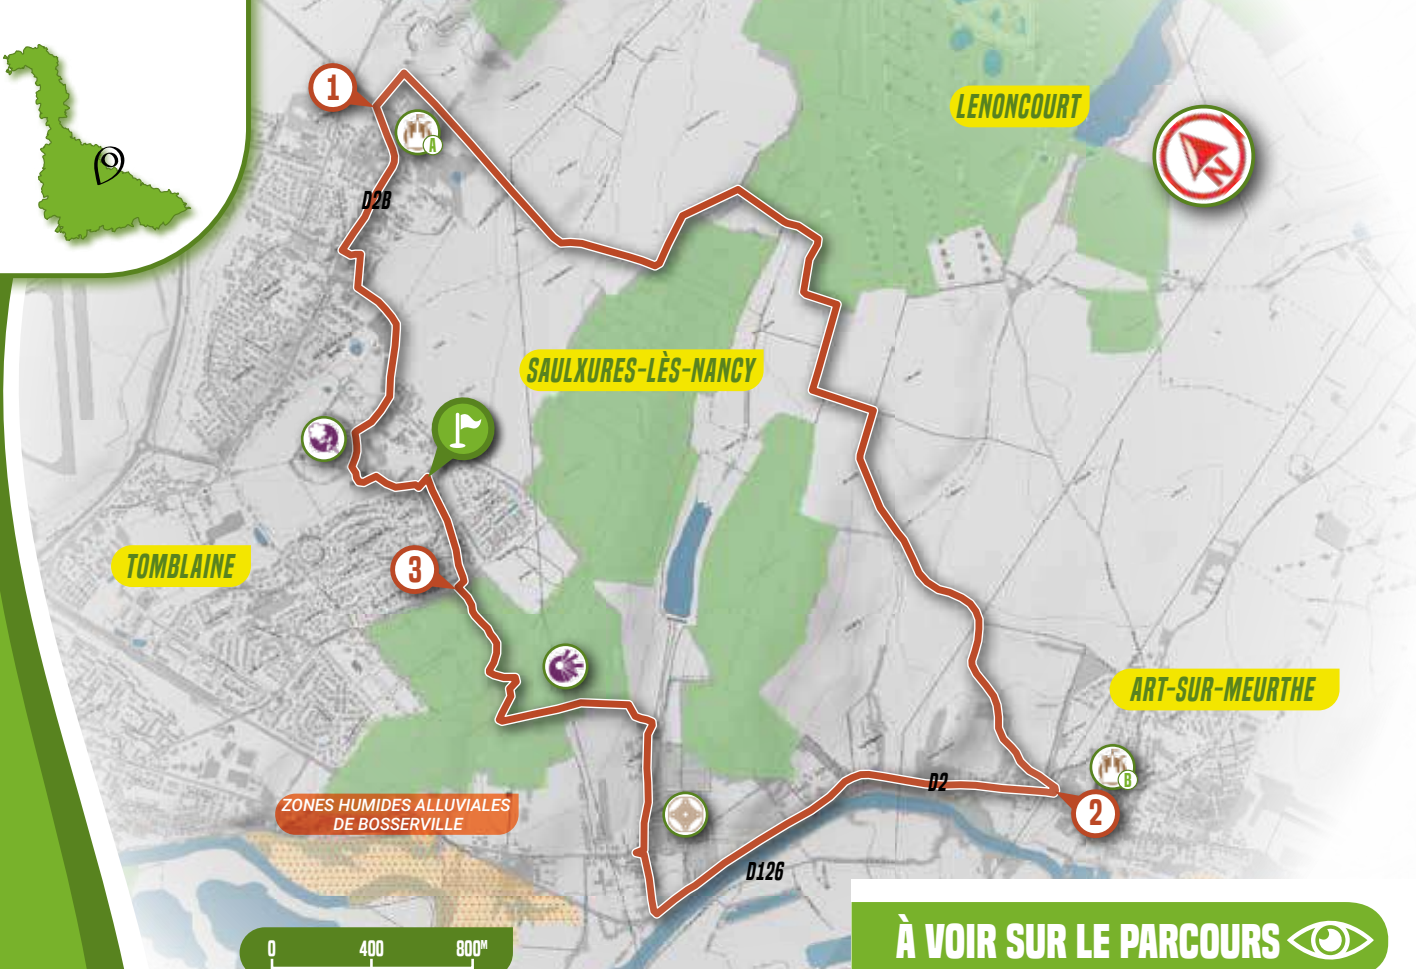 1
A
LENONCOURT
N
D2B
SAULXURES-LÈS-NANCY
TOMBLAINE
3
ART-SUR-MEURTHE
B
D2
2
ZONES HUMIDES ALLUVIALES
DE BOSSERVILLE
D126
0 400 800M
À VOIR SUR LE PARCOURS